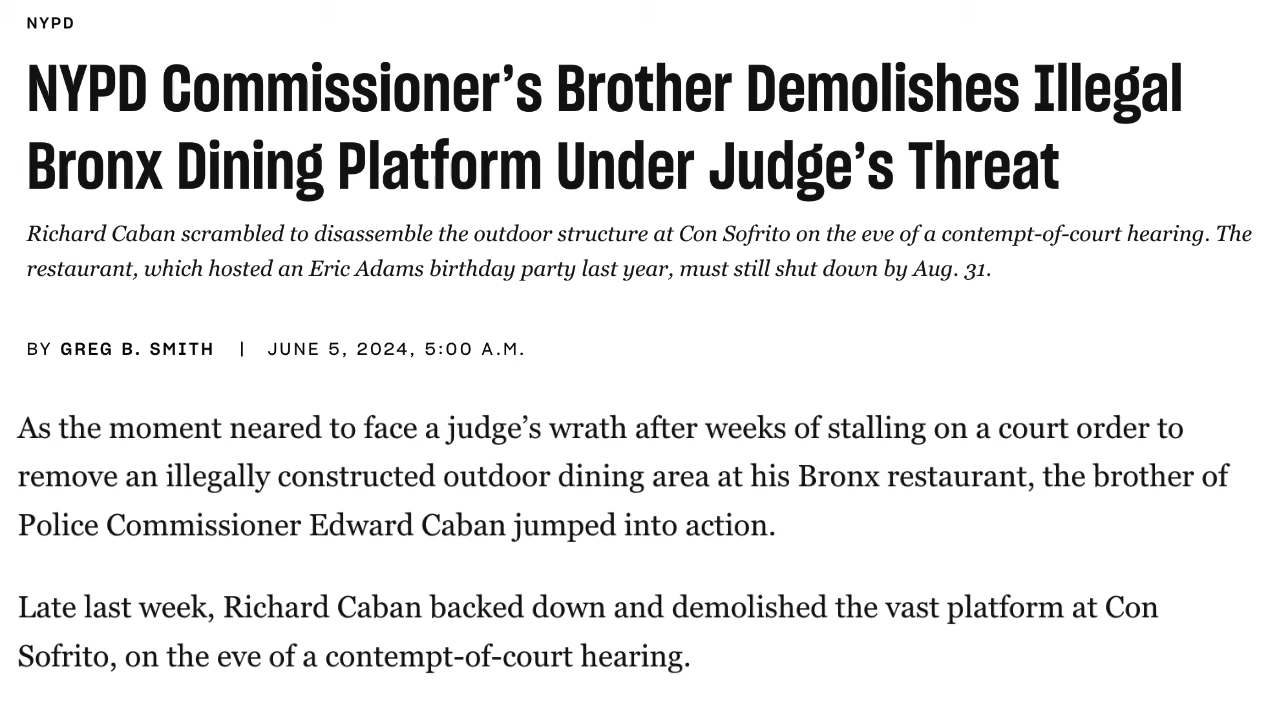 NYPD
NYPD Commissioner’s Brother Demolishes Illegal
Bronx Dining Platform Under Judge’s Threat
Richard Caban scrambled to disassemble the outdoor structure at Con Sofrito on the eve of a contempt-of-court hearing. The
restaurant, which hosted an Eric Adams birthday party last year, must still shut down by Aug. 31.
BY GREG B. SMITH | JUNE 5, 2024, 5:00 A.M.
As the moment neared to face a judge’s wrath after weeks of stalling on a court order to
remove an illegally constructed outdoor dining area at his Bronx restaurant, the brother of
Police Commissioner Edward Caban jumped into action.
Late last week, Richard Caban backed down and demolished the vast platform at Con
Sofrito, on the eve of a contempt-of-court hearing.